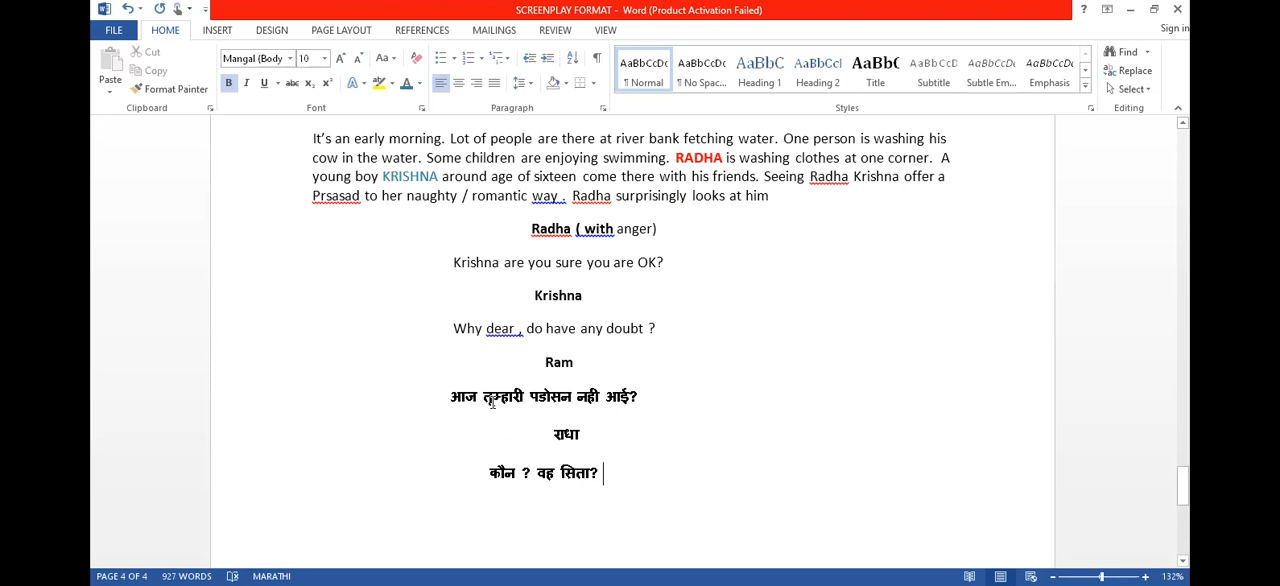 SCREENPLAY FORMAT - Word (Product Activation Failed)
FILE HOME INSERT DESIGN PAGE LAYOUT REFERENCES MAILINGS REVIEW VIEW Sign in
Paste Cut Copy Format Painter Clipboard
Mangal (Body 10 Aa Font
Paragraph
AaBbCcDc ¶ Normal AaBbCcDc ¶ No Spac... AaBbC Heading 1 AaBbCcI Heading 2 AaBbC Title AaBbCcD Subtitle AaBbCcDc Subtle Em... AaBbCcDc Emphasis Styles
Find Replace Select Editing
It's an early morning. Lot of people are there at river bank fetching water. One person is washing his
cow in the water. Some children are enjoying swimming. RADHA is washing clothes at one corner. A
young boy KRISHNA around age of sixteen come there with his friends. Seeing Radha Krishna offer a
Prsasad to her naughty / romantic way . Radha surprisingly looks at him
Radha ( with anger)
Krishna are you sure you are OK?
Krishna
Why dear , do have any doubt ?
Ram
आज तुम्हारी पडोसन नही आई?
राधा
कौन ? वह सिता?
PAGE 4 OF 4 927 WORDS MARATHI 132%